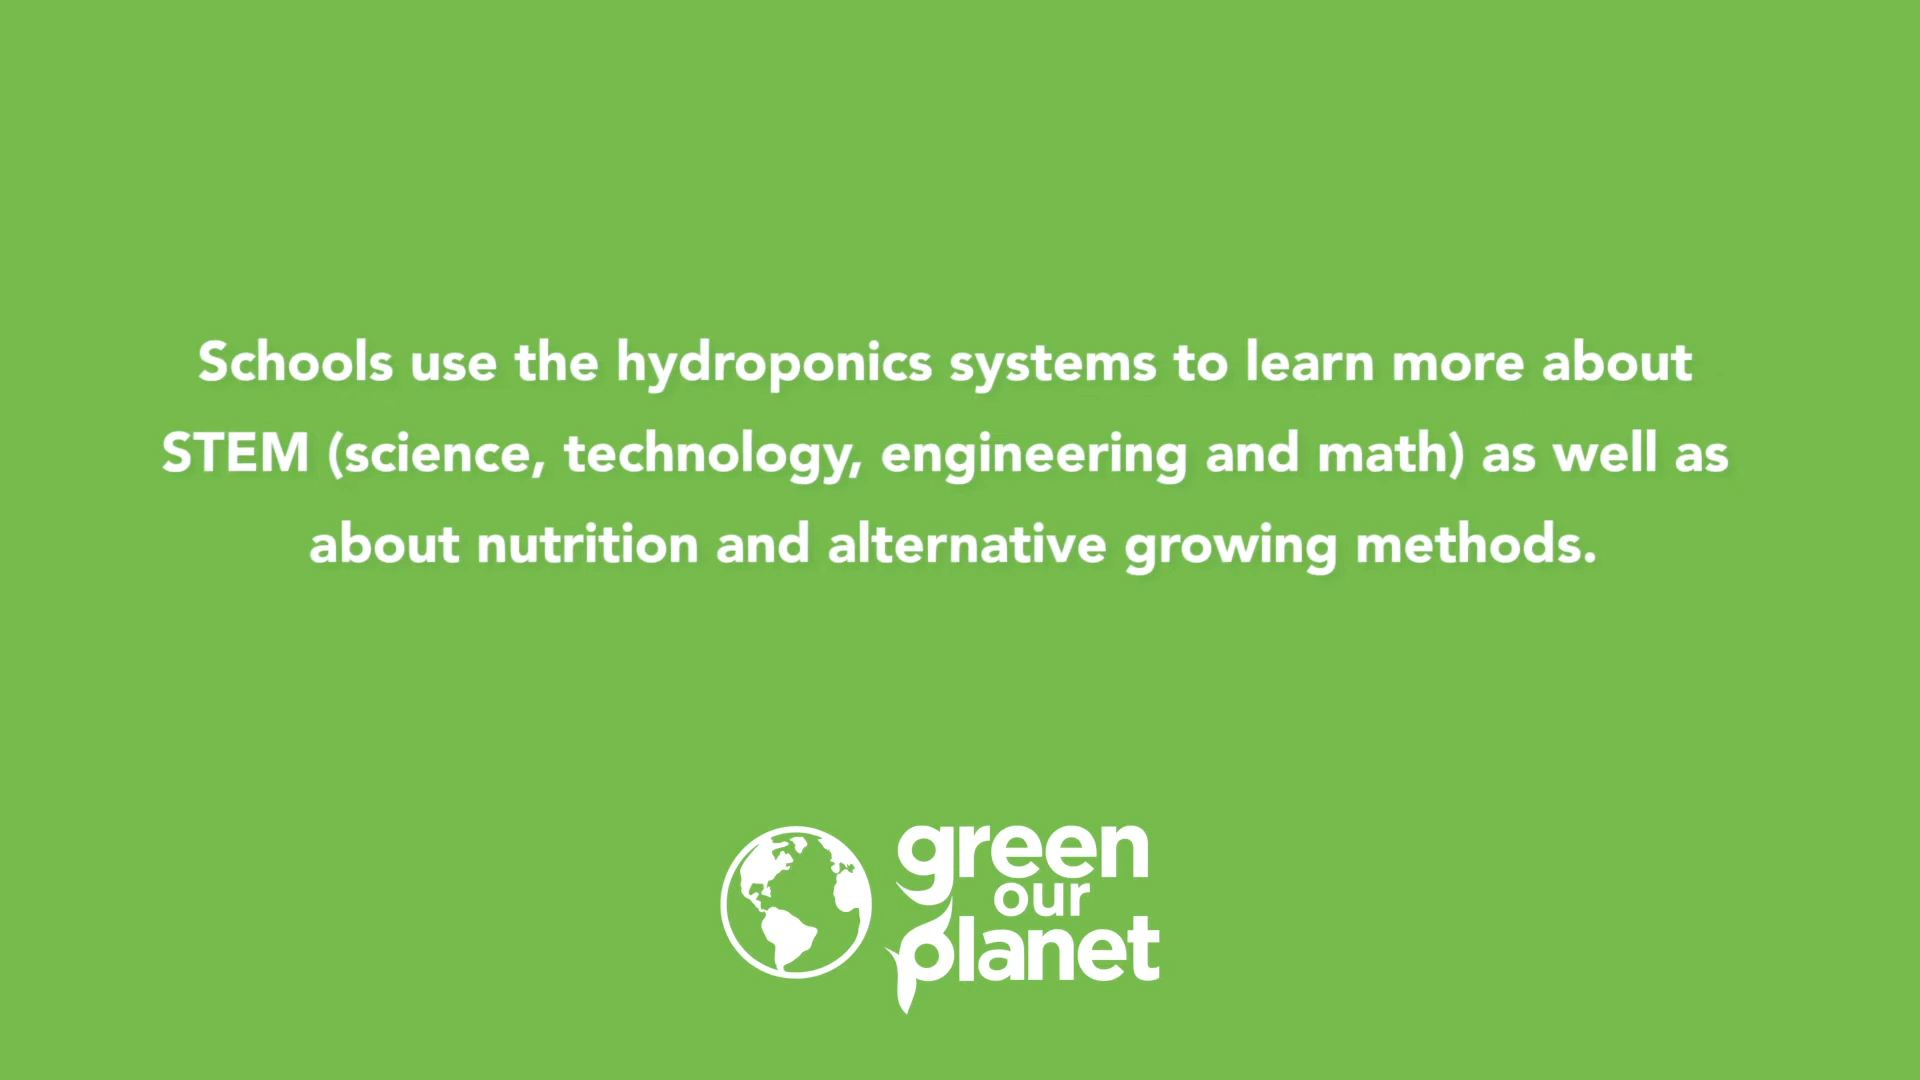 Schools use the hydroponics systems to learn more about
STEM (science, technology, engineering and math) as well as
about nutrition and alternative growing methods.
green
our
planet